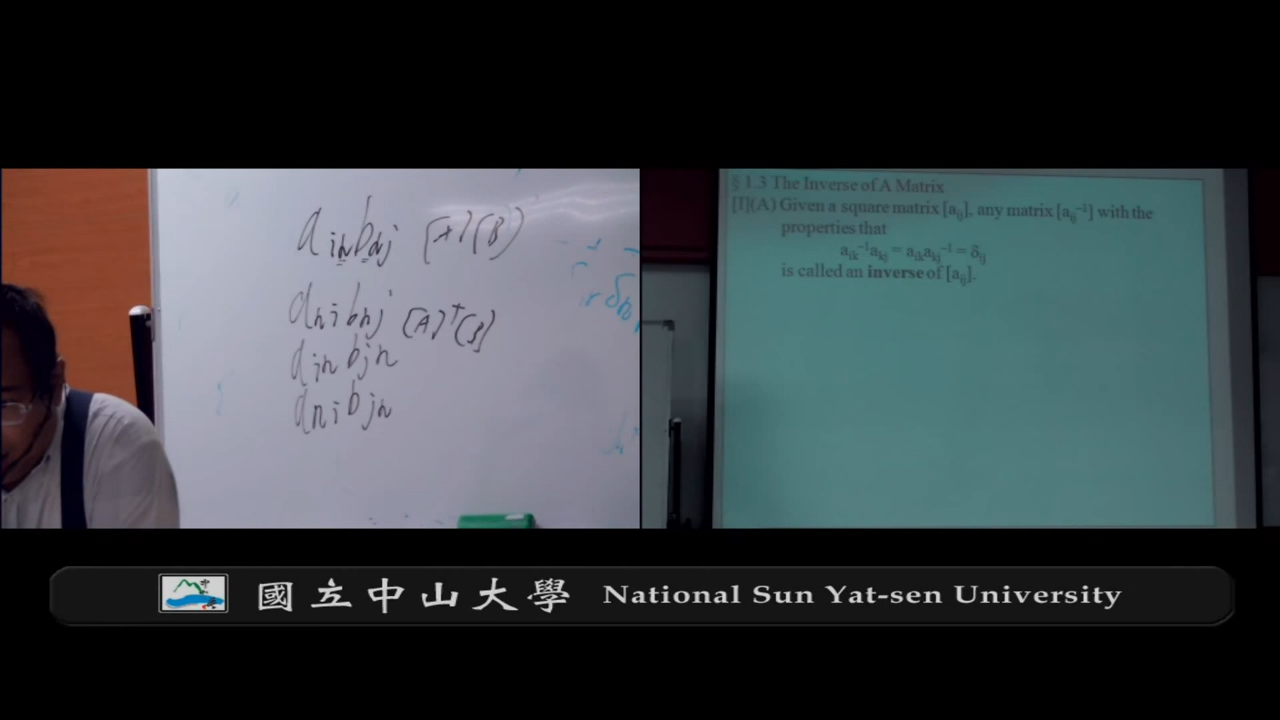 a_in b_nj [A][B]
a_ni b_nj [A]^T[B]
a_in b_jn
a_ni b_jn
§ 1.3 The Inverse of A Matrix
[I](A) Given a square matrix [a_ij], any matrix [a_ij^-1] with the
properties that
a_ik^-1 a_kj = a_ik a_kj^-1 = δ_ij
is called an inverse of [a_ij].
國立中山大學 National Sun Yat-sen University